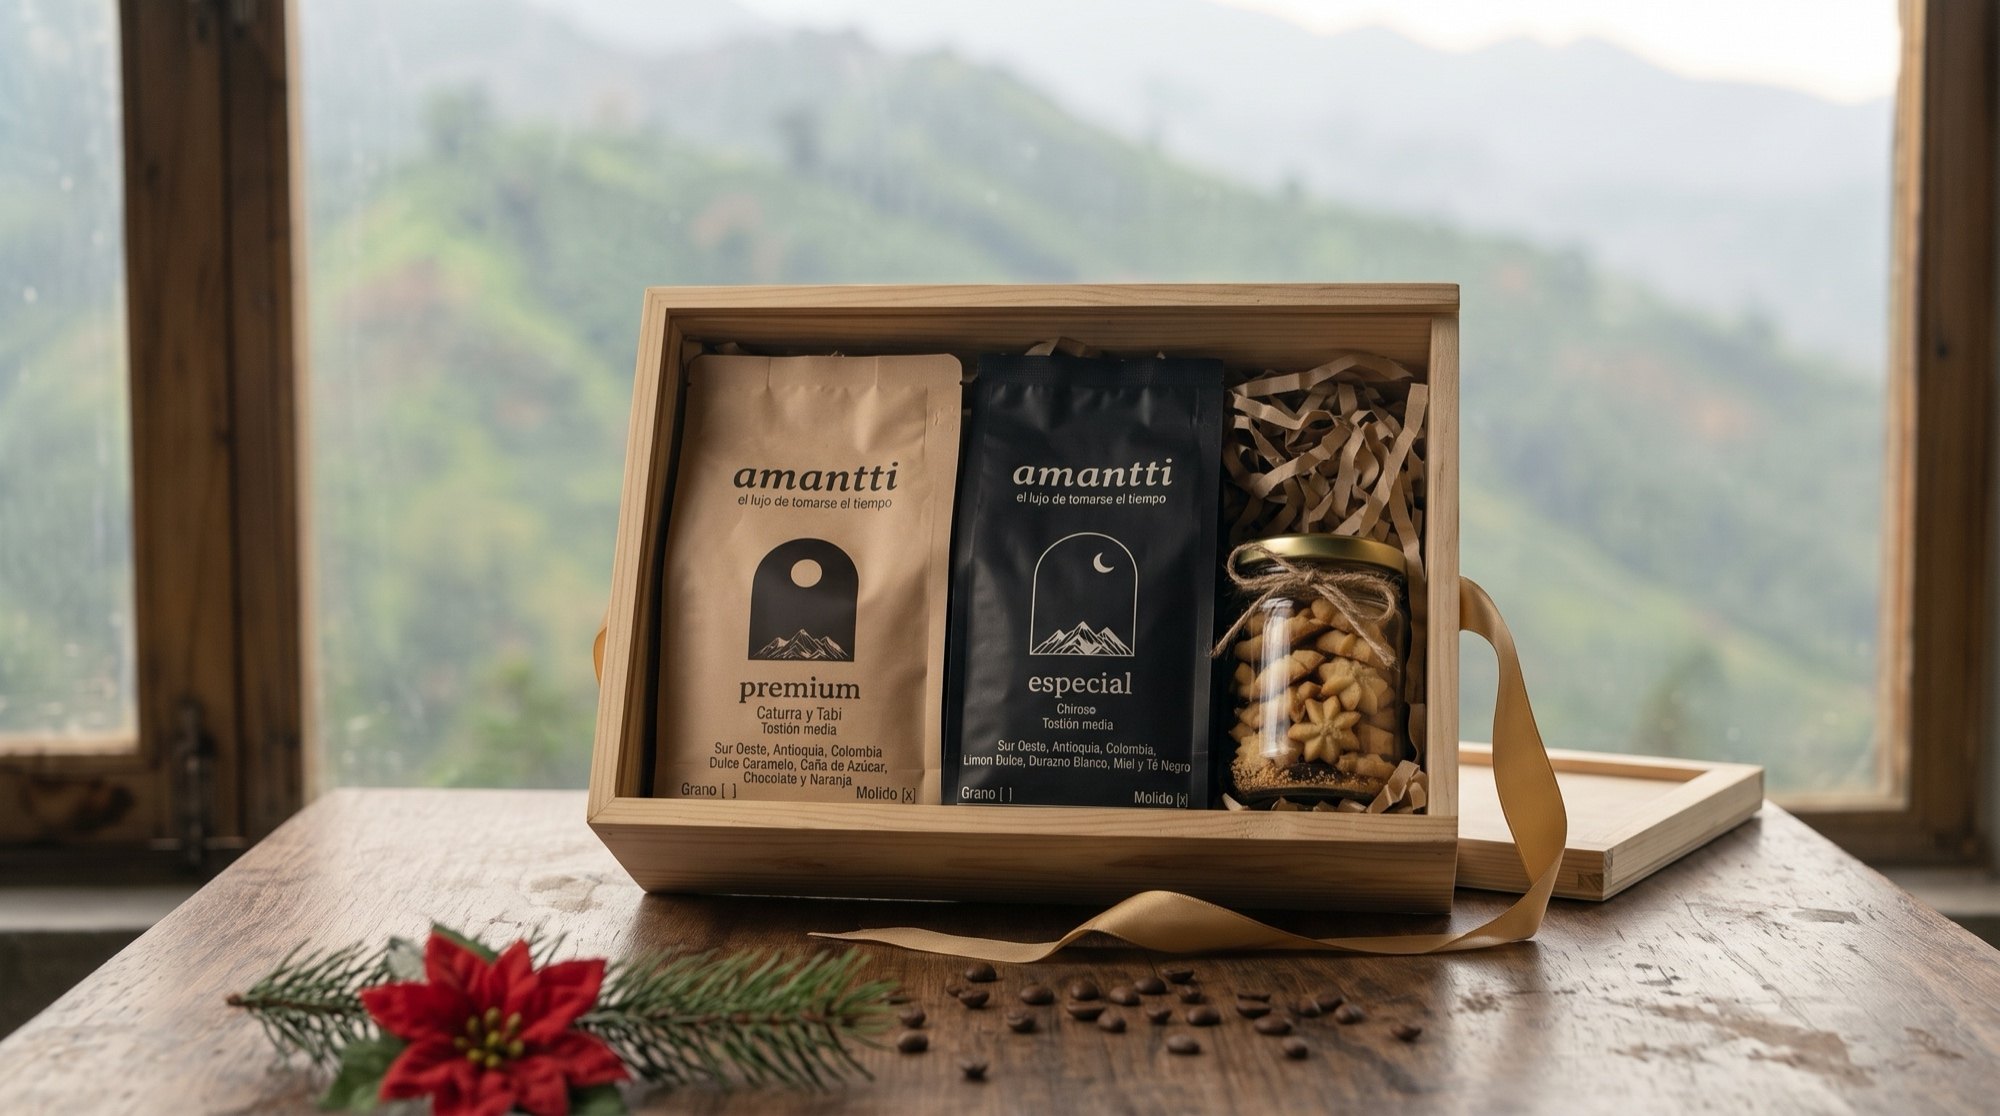 amantti
el lujo de tomarse el tiempo
premium
Caturra y Tabi
Tostión media
Sur Oeste, Antioquia, Colombia
Dulce Caramelo, Caña de Azúcar,
Chocolate y Naranja
Grano [ ]
Molido [x]
amantti
el lujo de tomarse el tiempo
especial
Chiroso
Tostión media
Sur Oeste, Antioquia, Colombia,
Limon Dulce, Durazno Blanco, Miel y Té Negro
Grano [ ]
Molido [x]